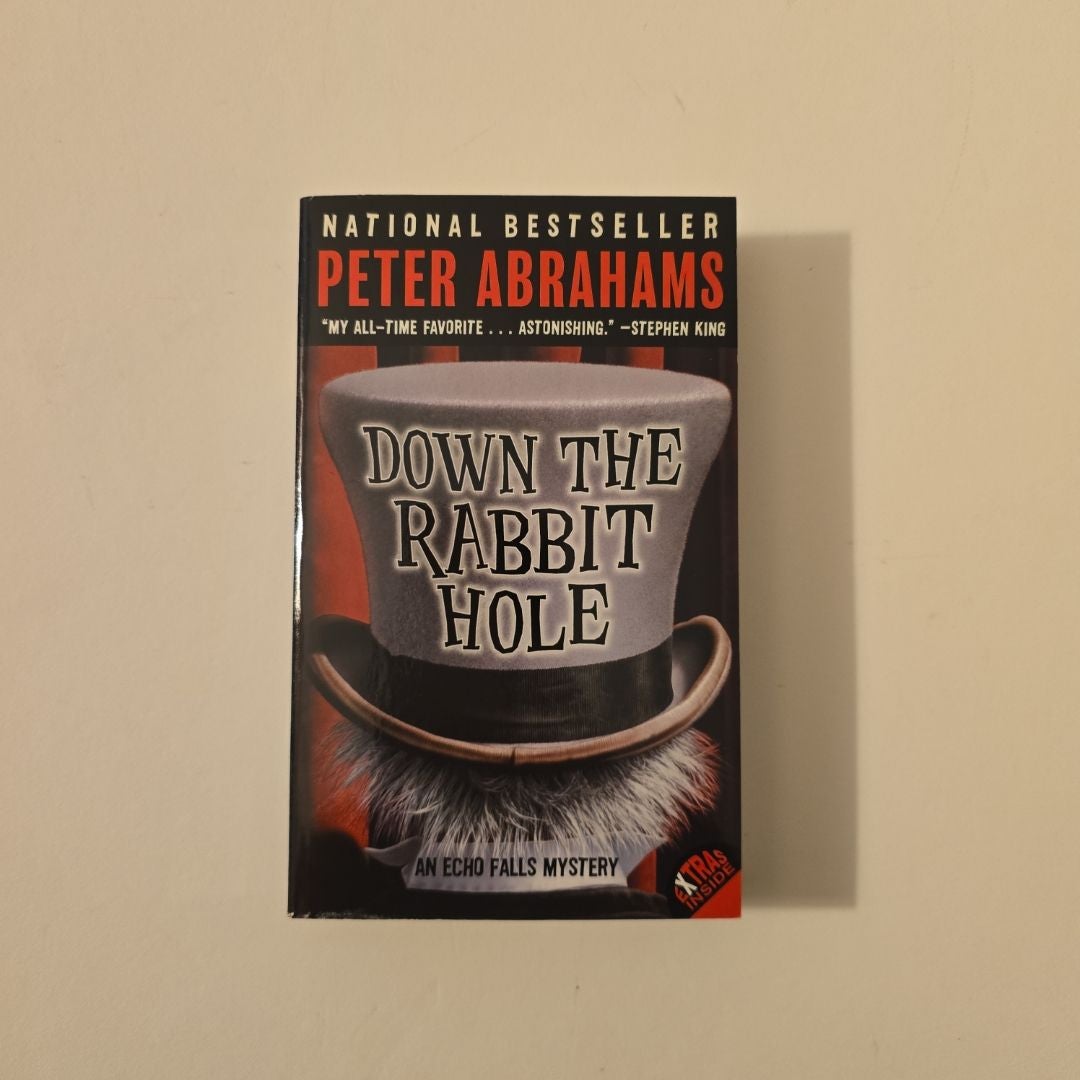 NATIONAL BESTSELLER
PETER ABRAHAMS
"MY ALL-TIME FAVORITE . . . ASTONISHING." —STEPHEN KING
DOWN THE
RABBIT
HOLE
AN ECHO FALLS MYSTERY
EXTRAS
INSIDE